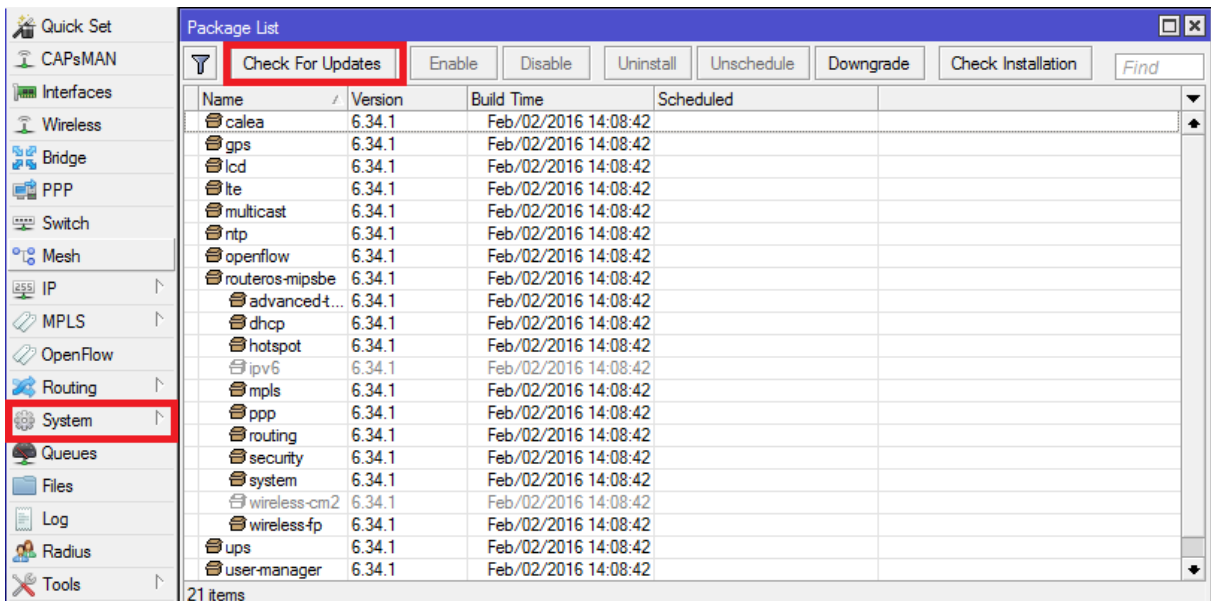 Quick Set
CAPsMAN
Interfaces
Wireless
Bridge
PPP
Switch
Mesh
255 IP
MPLS
OpenFlow
Routing
System
Queues
Files
Log
Radius
Tools
Package List
Check For Updates Enable Disable Uninstall Unschedule Downgrade Check Installation Find
Name Version Build Time Scheduled
calea 6.34.1 Feb/02/2016 14:08:42
gps 6.34.1 Feb/02/2016 14:08:42
lcd 6.34.1 Feb/02/2016 14:08:42
lte 6.34.1 Feb/02/2016 14:08:42
multicast 6.34.1 Feb/02/2016 14:08:42
ntp 6.34.1 Feb/02/2016 14:08:42
openflow 6.34.1 Feb/02/2016 14:08:42
routeros-mipsbe 6.34.1 Feb/02/2016 14:08:42
advanced-t... 6.34.1 Feb/02/2016 14:08:42
dhcp 6.34.1 Feb/02/2016 14:08:42
hotspot 6.34.1 Feb/02/2016 14:08:42
ipv6 6.34.1 Feb/02/2016 14:08:42
mpls 6.34.1 Feb/02/2016 14:08:42
ppp 6.34.1 Feb/02/2016 14:08:42
routing 6.34.1 Feb/02/2016 14:08:42
security 6.34.1 Feb/02/2016 14:08:42
system 6.34.1 Feb/02/2016 14:08:42
wireless-cm2 6.34.1 Feb/02/2016 14:08:42
wireless-fp 6.34.1 Feb/02/2016 14:08:42
ups 6.34.1 Feb/02/2016 14:08:42
user-manager 6.34.1 Feb/02/2016 14:08:42
21 items